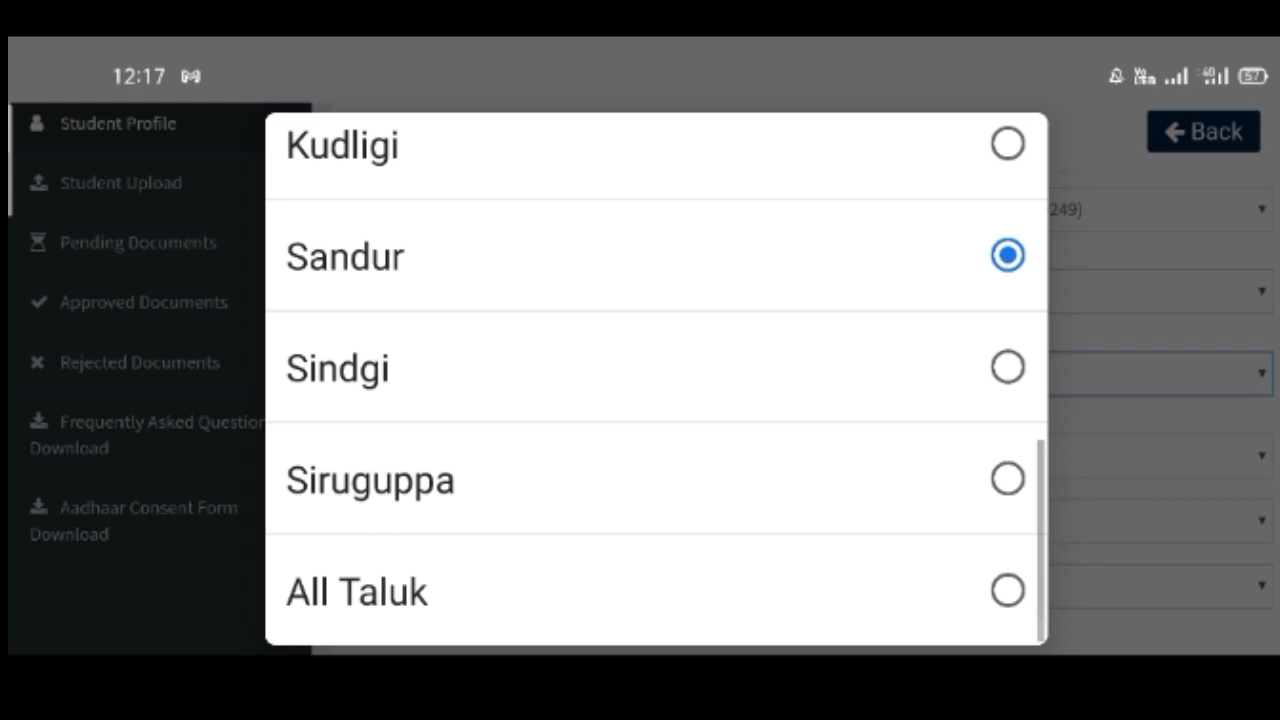 12:17
57
Student Profile
Student Upload
Pending Documents
Approved Documents
Rejected Documents
Frequently Asked Question
Download
Aadhaar Consent Form
Download
Kudligi
Sandur
Sindgi
Siruguppa
All Taluk
Back
249)